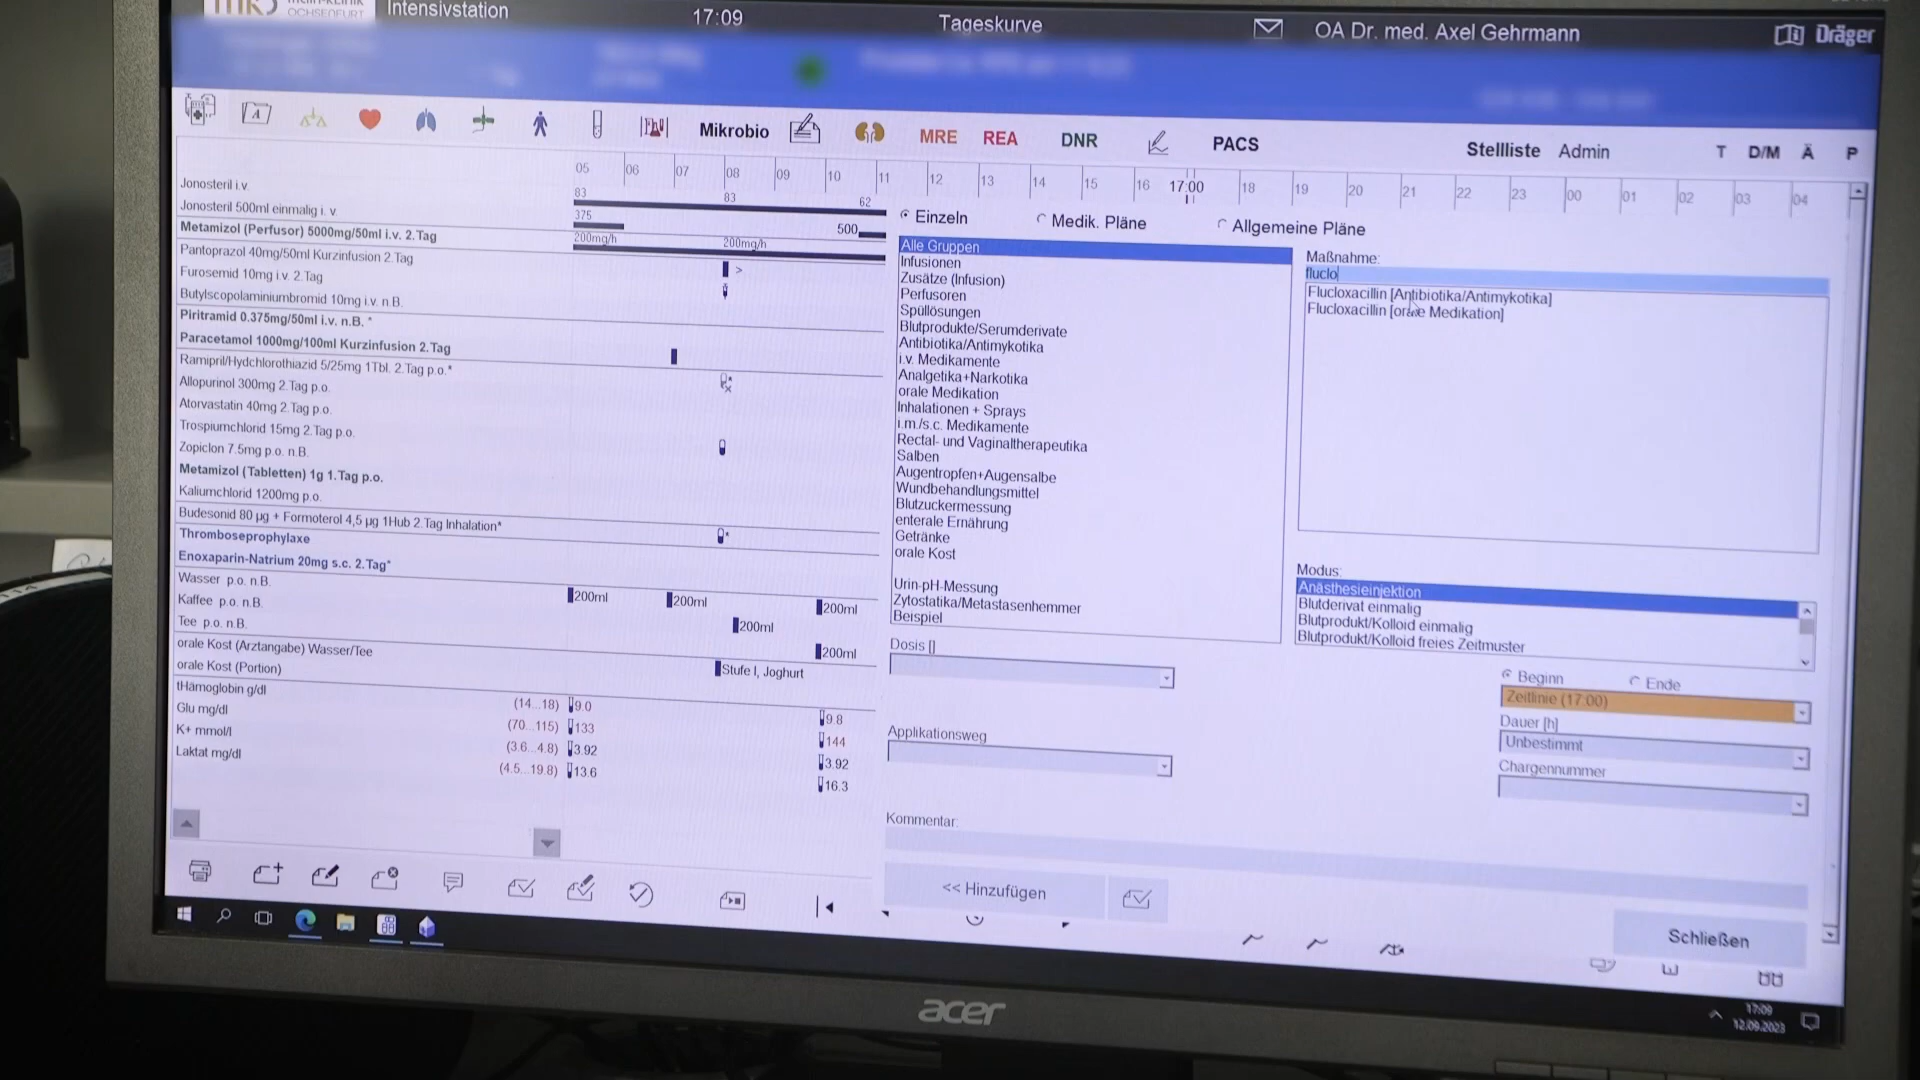 OCHSENFURT
Intensivstation
17:09
Tageskurve
OA Dr. med. Axel Gehrmann
Dräger
Mikrobio
MRE
REA
DNR
PACS
Stellliste
Admin
T
D/M
Ä
P
05 06 07 08 09 10 11 12 13 14 15 16 17:00 18 19 20 21 22 23 00 01 02 03 04
Jonosteril i.v. 83 83 62
Jonosteril 500ml einmalig i. v. 375 500
Metamizol (Perfusor) 5000mg/50ml i.v. 2.Tag 200mg/h 200mg/h
Pantoprazol 40mg/50ml Kurzinfusion 2.Tag >
Furosemid 10mg i.v. 2.Tag
Butylscopolaminiumbromid 10mg i.v. n.B.
Piritramid 0.375mg/50ml i.v. n.B. *
Paracetamol 1000mg/100ml Kurzinfusion 2.Tag
Ramipril/Hydchlorothiazid 5/25mg 1Tbl. 2.Tag p.o.*
Allopurinol 300mg 2.Tag p.o.
Atorvastatin 40mg 2.Tag p.o.
Trospiumchlorid 15mg 2.Tag p.o.
Zopiclon 7.5mg p.o. n.B.
Metamizol (Tabletten) 1g 1.Tag p.o.
Kaliumchlorid 1200mg p.o.
Budesonid 80 µg + Formoterol 4,5 µg 1Hub 2.Tag Inhalation*
Thromboseprophylaxe
Enoxaparin-Natrium 20mg s.c. 2.Tag*
Wasser p.o. n.B. 200ml 200ml 200ml
Kaffee p.o. n.B. 200ml
Tee p.o. n.B. 200ml
orale Kost (Arztangabe) Wasser/Tee
orale Kost (Portion) Stufe I, Joghurt
tHämoglobin g/dl (14...18) 9.0 9.8
Glu mg/dl (70...115) 133 144
K+ mmol/l (3.6...4.8) 3.92 3.92
Laktat mg/dl (4.5...19.8) 13.6 16.3
Einzeln
Medik. Pläne
Allgemeine Pläne
Alle Gruppen
Infusionen
Zusätze (Infusion)
Perfusoren
Spüllösungen
Blutprodukte/Serumderivate
Antibiotika/Antimykotika
i.v. Medikamente
Analgetika+Narkotika
orale Medikation
Inhalationen + Sprays
i.m./s.c. Medikamente
Rectal- und Vaginaltherapeutika
Salben
Augentropfen+Augensalbe
Wundbehandlungsmittel
Blutzuckermessung
enterale Ernährung
Getränke
orale Kost
Urin-pH-Messung
Zytostatika/Metastasenhemmer
Beispiel
Maßnahme:
fluclo
Flucloxacillin [Antibiotika/Antimykotika]
Flucloxacillin [orale Medikation]
Modus:
Anästhesieinjektion
Blutderivat einmalig
Blutprodukt/Kolloid einmalig
Blutprodukt/Kolloid freies Zeitmuster
Dosis []
Applikationsweg
Kommentar:
Beginn
Ende
Zeitlinie (17:00)
Dauer [h]
Unbestimmt
Chargennummer
<< Hinzufügen
Schließen
17:09
12.09.2023
acer